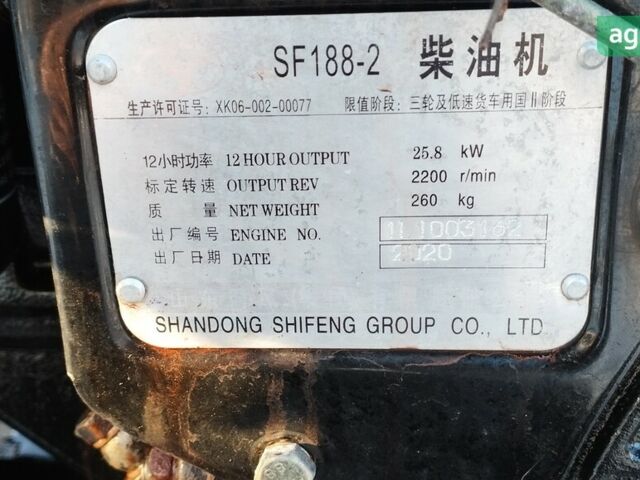 ag
SF188-2 柴油机
生产许可证号: XK06-002-00077 限值阶段: 三轮及低速货车用国Ⅱ阶段
12小时功率 12 HOUR OUTPUT 25.8 kW
标定转速 OUTPUT REV 2200 r/min
质 量 NET WEIGHT 260 kg
出厂编号 ENGINE NO.
出厂日期 DATE 2020
SHANDONG SHIFENG GROUP CO., LTD.